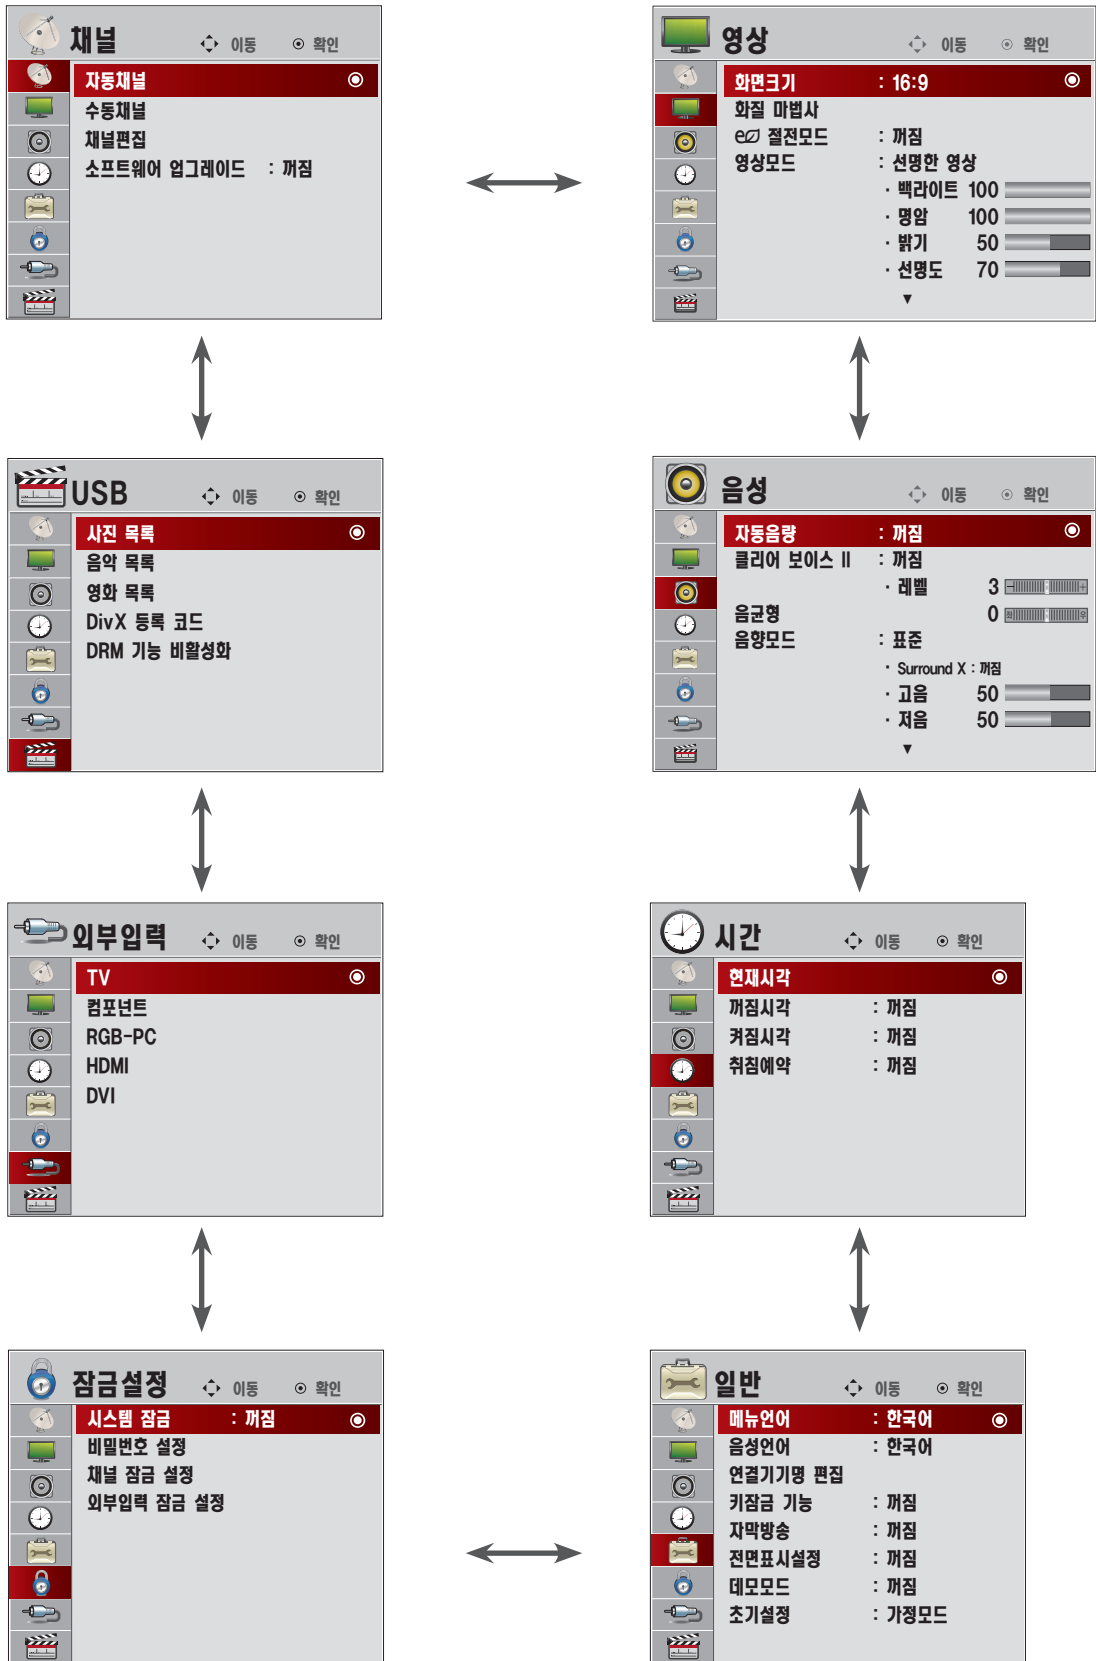 채널 이동 확인
자동채널
수동채널
채널편집
소프트웨어 업그레이드 : 꺼짐
영상 이동 확인
화면크기 : 16:9
화질 마법사
e 절전모드 : 꺼짐
영상모드 : 선명한 영상
· 백라이트 100
· 명암 100
· 밝기 50
· 선명도 70
▼
USB 이동 확인
사진 목록
음악 목록
영화 목록
DivX 등록 코드
DRM 기능 비활성화
음성 이동 확인
자동음량 : 꺼짐
클리어 보이스 II : 꺼짐
· 레벨 3 - +
음균형 0 좌 우
음향모드 : 표준
· Surround X : 꺼짐
· 고음 50
· 저음 50
▼
외부입력 이동 확인
TV
컴포넌트
RGB-PC
HDMI
DVI
시간 이동 확인
현재시각
꺼짐시각 : 꺼짐
켜짐시각 : 꺼짐
취침예약 : 꺼짐
잠금설정 이동 확인
시스템 잠금 : 꺼짐
비밀번호 설정
채널 잠금 설정
외부입력 잠금 설정
일반 이동 확인
메뉴언어 : 한국어
음성언어 : 한국어
연결기기명 편집
키잠금 기능 : 꺼짐
자막방송 : 꺼짐
전면표시설정 : 꺼짐
데모모드 : 꺼짐
초기설정 : 가정모드